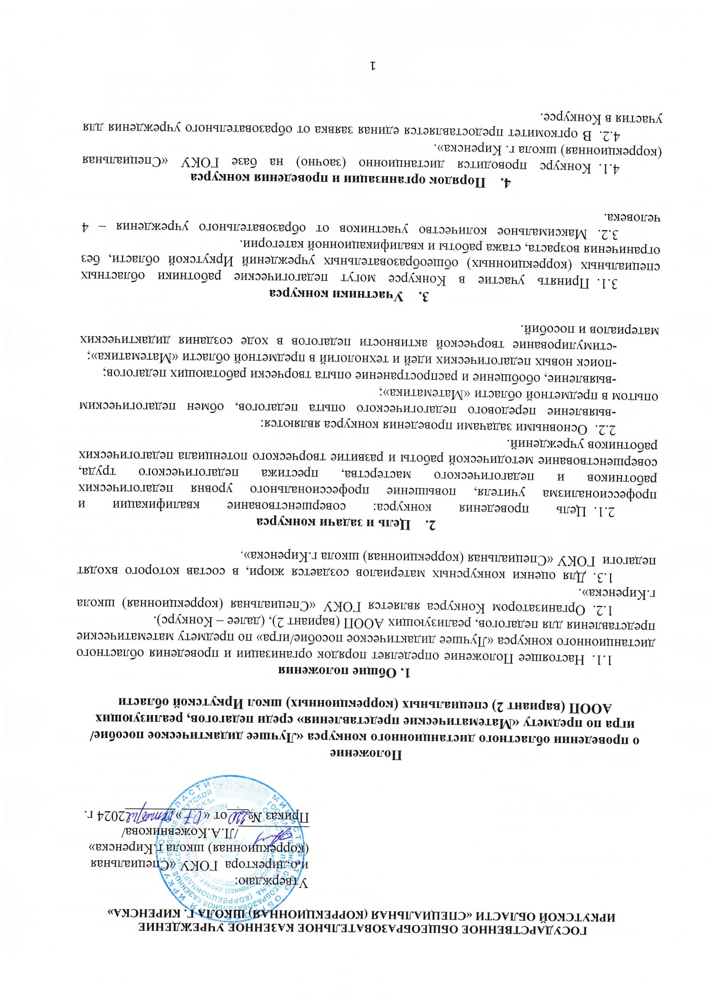 ГОСУДАРСТВЕННОЕ ОБЩЕОБРАЗОВАТЕЛЬНОЕ КАЗЕННОЕ УЧРЕЖДЕНИЕ
ИРКУТСКОЙ ОБЛАСТИ «СПЕЦИАЛЬНАЯ (КОРРЕКЦИОННАЯ) ШКОЛА Г. КИРЕНСКА»
Утверждаю:
и.о.директора ГОКУ «Специальная
(коррекционная) школа г.Киренска»
/Л.А.Кожевникова/
Приказ № 220 от «07» октября 2024 г.
Положение
о проведении областного дистанционного конкурса «Лучшее дидактическое пособие/
игра по предмету «Математические представления» среди педагогов, реализующих
АООП (вариант 2) специальных (коррекционных) школ Иркутской области
1. Общие положения
1.1. Настоящее Положение определяет порядок организации и проведения областного
дистанционного конкурса «Лучшее дидактическое пособие/игра» по предмету математические
представления для педагогов, реализующих АООП (вариант 2), (далее – Конкурс).
1.2. Организатором Конкурса является ГОКУ «Специальная (коррекционная) школа
г.Киренска».
1.3. Для оценки конкурсных материалов создается жюри, в состав которого входят
педагоги ГОКУ «Специальная (коррекционная) школа г.Киренска».
2. Цель и задачи конкурса
2.1. Цель проведения конкурса: совершенствование квалификации и
профессионализма учителя, повышение профессионального уровня педагогических
работников и педагогического мастерства, престижа педагогического труда,
совершенствование методической работы и развитие творческого потенциала педагогических
работников учреждений.
2.2. Основными задачами проведения конкурса являются:
-выявление передового педагогического опыта педагогов, обмен педагогическим
опытом в предметной области «Математика»;
-выявление, обобщение и распространение опыта творчески работающих педагогов;
-поиск новых педагогических идей и технологий в предметной области «Математика»;
-стимулирование творческой активности педагогов в ходе создания дидактических
материалов и пособий.
3. Участники конкурса
3.1. Принять участие в Конкурсе могут педагогические работники областных
специальных (коррекционных) общеобразовательных учреждений Иркутской области, без
ограничения возраста, стажа работы и квалификационной категории.
3.2. Максимальное количество участников от образовательного учреждения – 4
человека.
4. Порядок организации и проведения конкурса
4.1. Конкурс проводится дистанционно (заочно) на базе ГОКУ «Специальная
(коррекционная) школа г. Киренска».
4.2. В оргкомитет предоставляется единая заявка от образовательного учреждения для
участия в Конкурсе.
1